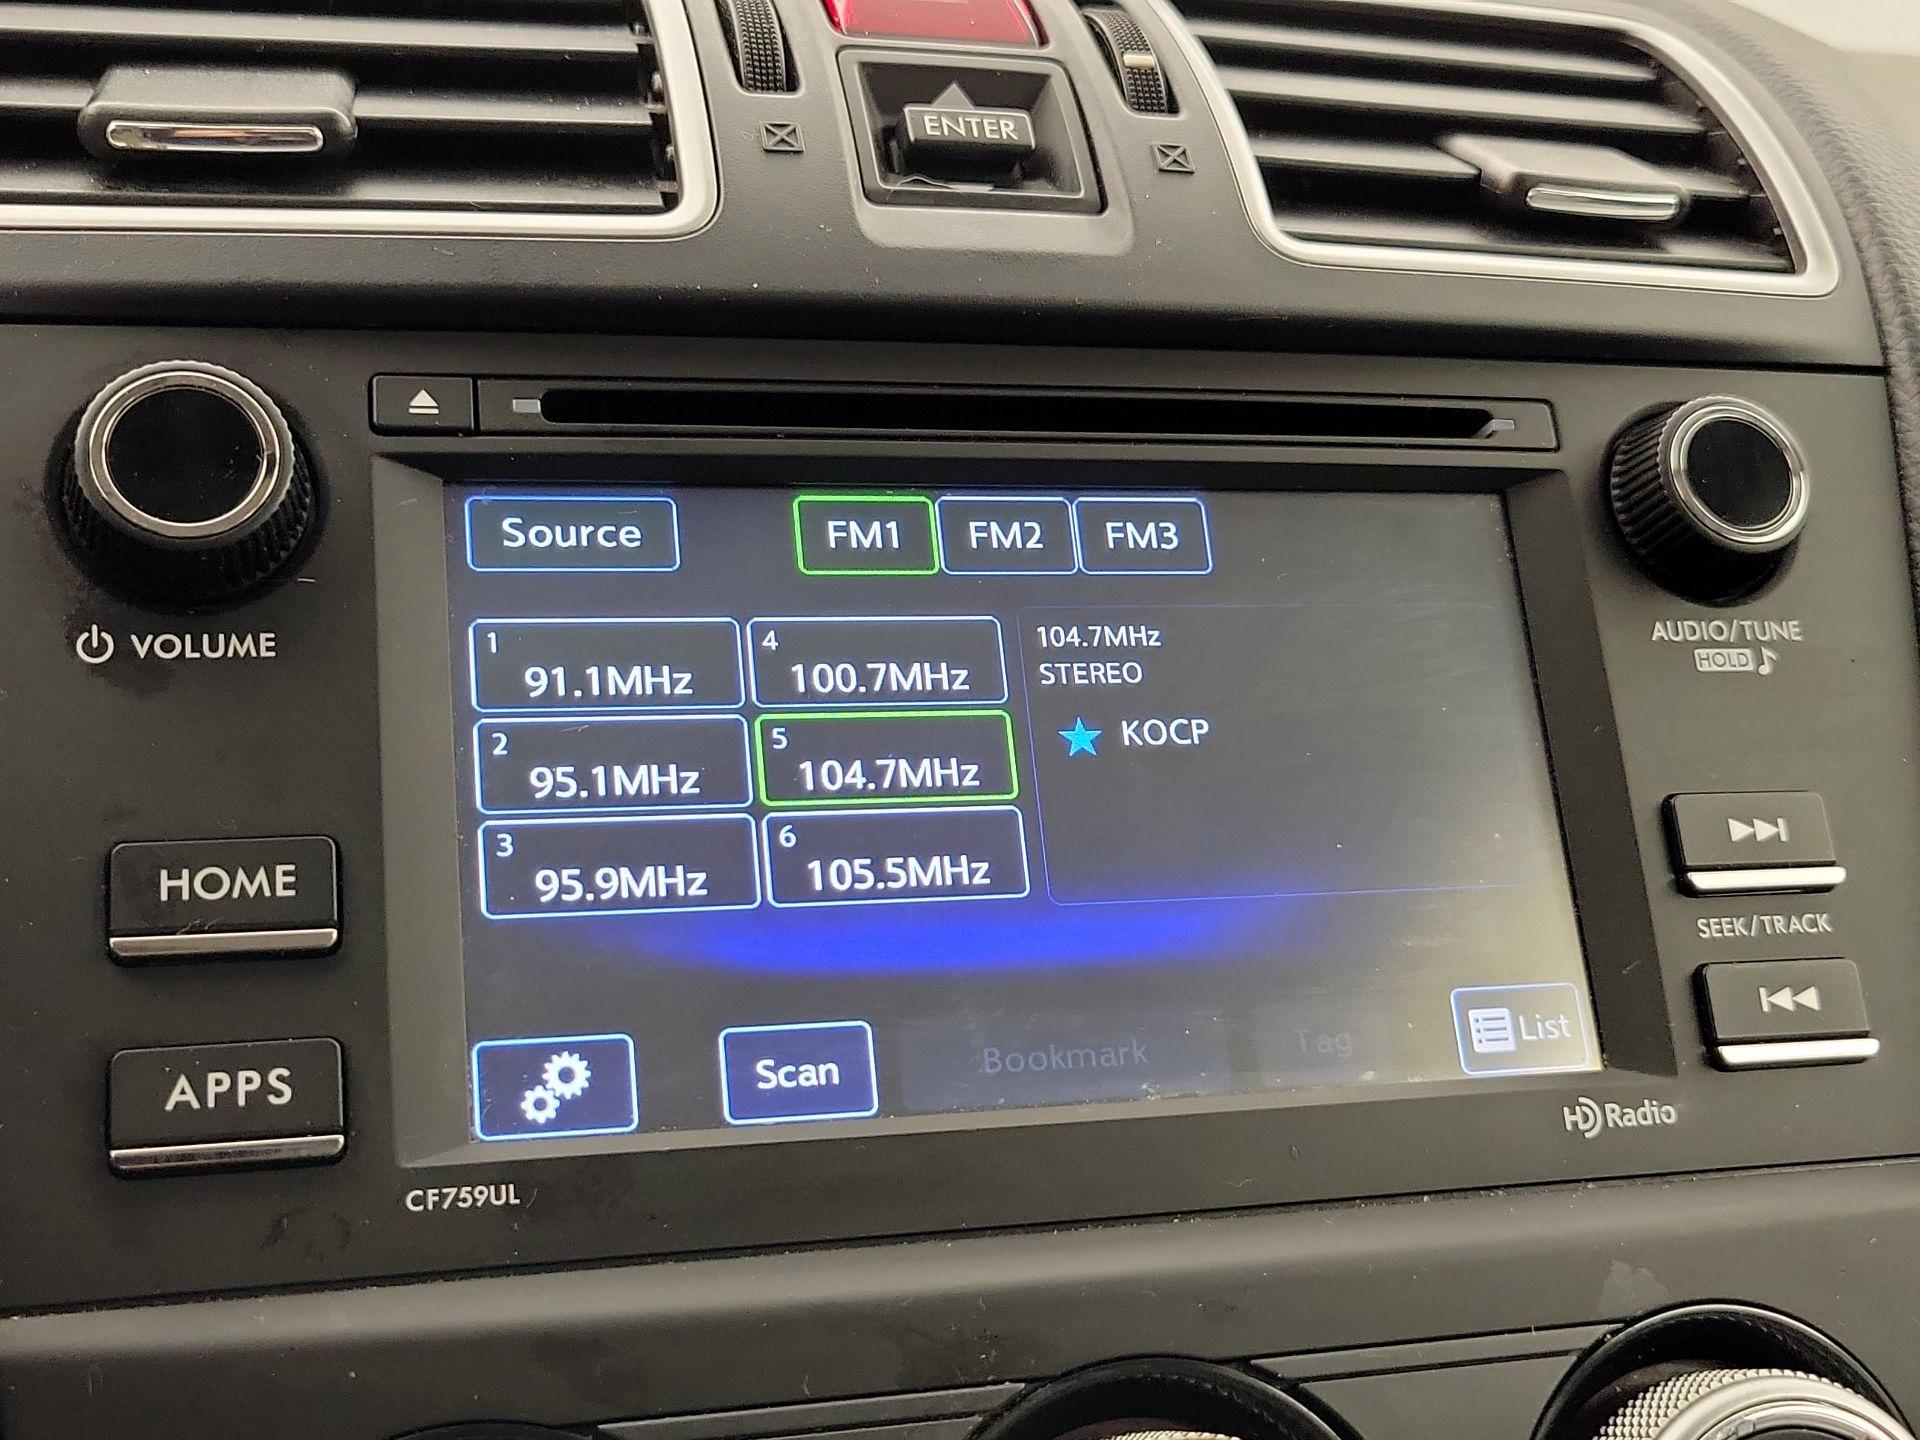 ENTER
VOLUME
AUDIO/TUNE
HOLD
Source
FM1
FM2
FM3
1
91.1MHz
4
100.7MHz
2
95.1MHz
5
104.7MHz
3
95.9MHz
6
105.5MHz
104.7MHz
STEREO
KOCP
HOME
APPS
SEEK/TRACK
Scan
Bookmark
Tag
List
HD Radio
CF759UL